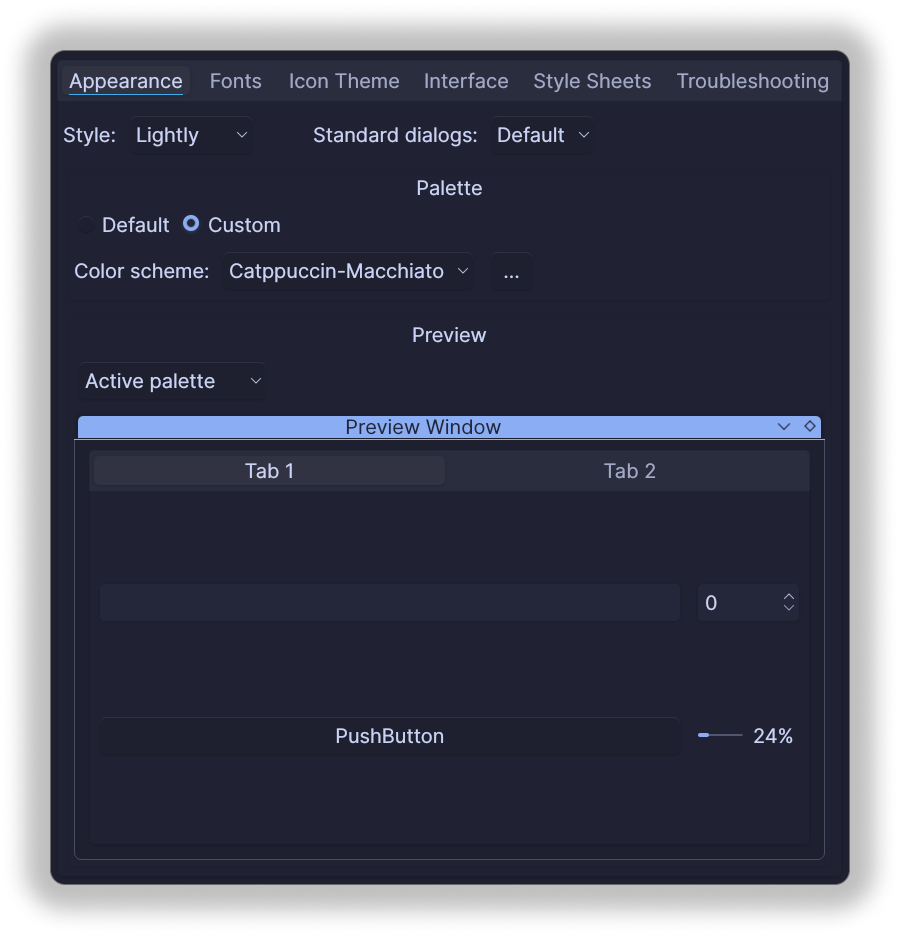 Appearance Fonts Icon Theme Interface Style Sheets Troubleshooting
Style: Lightly Standard dialogs: Default
Palette
Default Custom
Color scheme: Catppuccin-Macchiato ...
Preview
Active palette
Preview Window
Tab 1 Tab 2
0
PushButton 24%